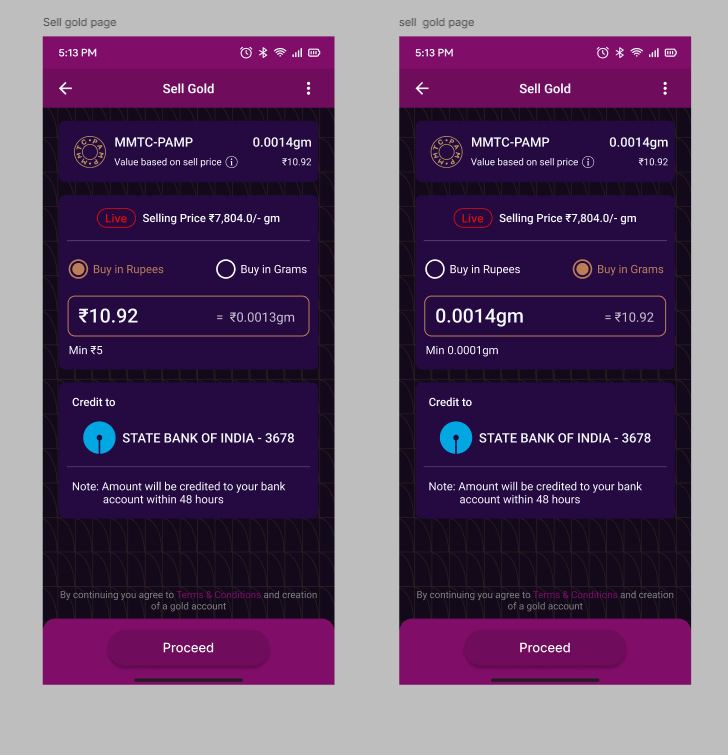 Sell gold page
5:13 PM
Sell Gold
MMTC-PAMP 0.0014gm
Value based on sell price ₹10.92
Live Selling Price ₹7,804.0/- gm
Buy in Rupees Buy in Grams
₹10.92 = ₹0.0013gm
Min ₹5
Credit to
STATE BANK OF INDIA - 3678
Note: Amount will be credited to your bank
account within 48 hours
By continuing you agree to Terms & Conditions and creation
of a gold account
Proceed
sell gold page
5:13 PM
Sell Gold
MMTC-PAMP 0.0014gm
Value based on sell price ₹10.92
Live Selling Price ₹7,804.0/- gm
Buy in Rupees Buy in Grams
0.0014gm = ₹10.92
Min 0.0001gm
Credit to
STATE BANK OF INDIA - 3678
Note: Amount will be credited to your bank
account within 48 hours
By continuing you agree to Terms & Conditions and creation
of a gold account
Proceed